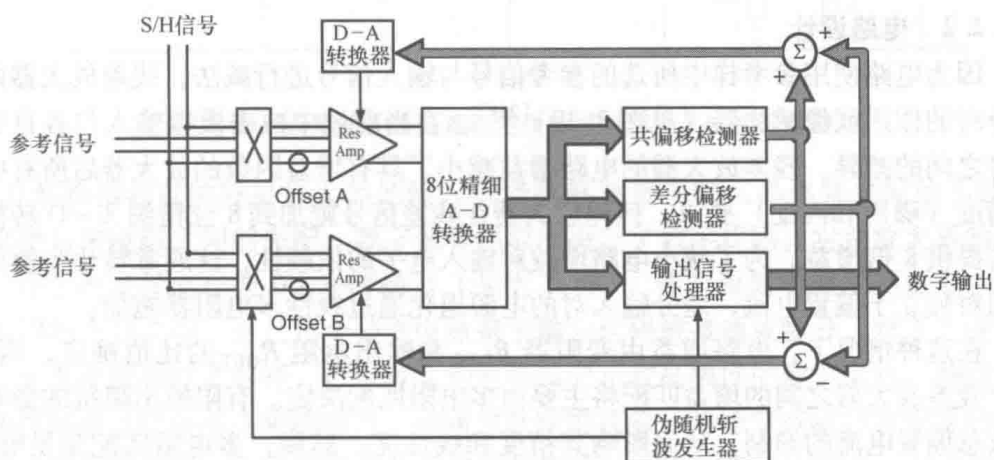 S/H信号
D-A
转换器
Σ
+
+
参考信号
Res
Amp
Offset A
8位精细
A-D
转换器
共偏移检测器
差分偏移
检测器
参考信号
Res
Amp
Offset B
输出信号
处理器
数字输出
D-A
转换器
Σ
+
−
伪随机斩
波发生器